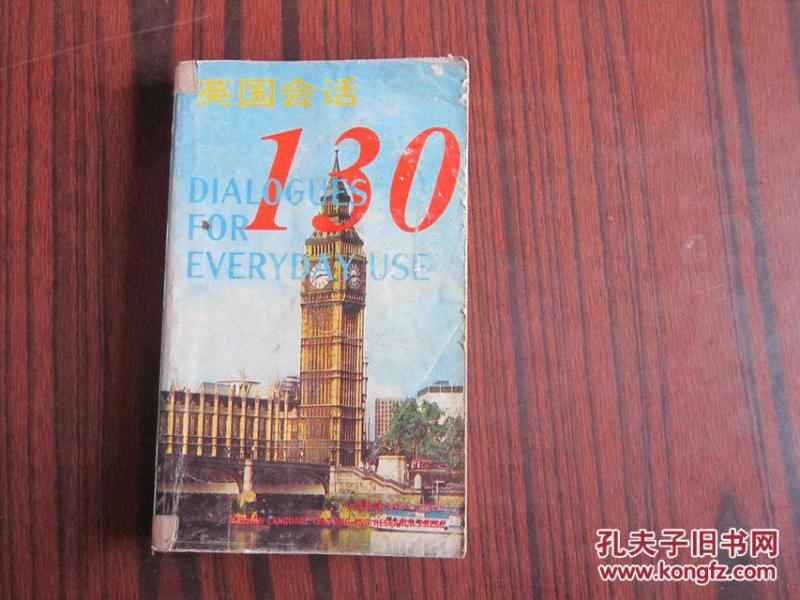 英国会话
130
DIALOGUES
FOR
EVERYDAY USE
FOREIGN LANGUAGE TEACHING AND RESEARCH PRESS
孔夫子旧书网
www.kongfz.com